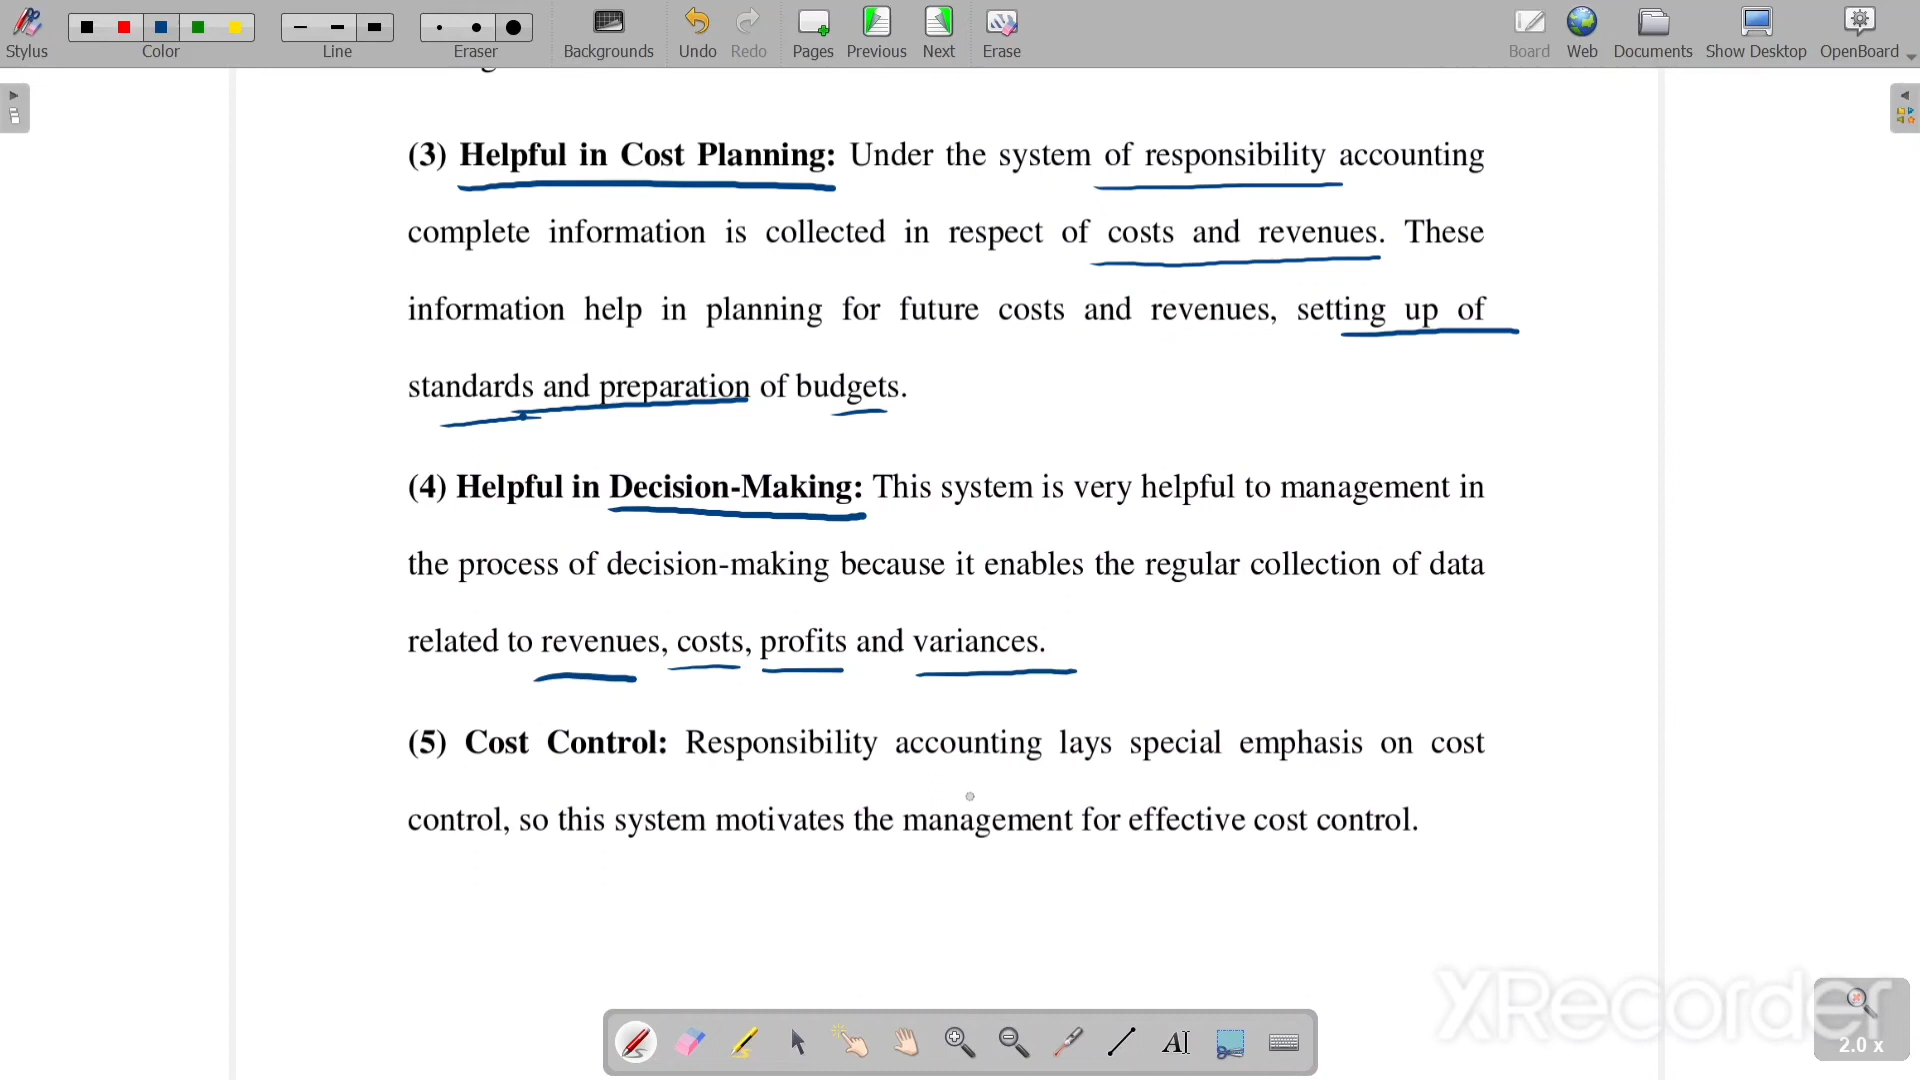 Stylus
Color
Line
Eraser
Backgrounds
Undo
Redo
Pages
Previous
Next
Erase
Board
Web
Documents
Show Desktop
OpenBoard
(3) Helpful in Cost Planning: Under the system of responsibility accounting
complete information is collected in respect of costs and revenues. These
information help in planning for future costs and revenues, setting up of
standards and preparation of budgets.
(4) Helpful in Decision-Making: This system is very helpful to management in
the process of decision-making because it enables the regular collection of data
related to revenues, costs, profits and variances.
(5) Cost Control: Responsibility accounting lays special emphasis on cost
control, so this system motivates the management for effective cost control.
XRecorder
2.0 x